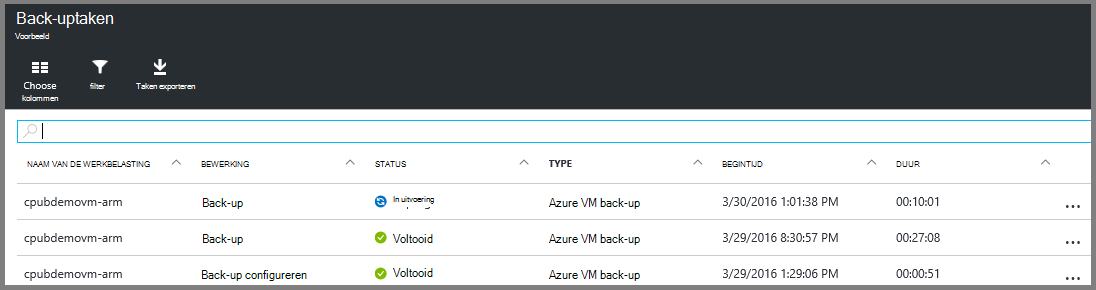 Back-uptaken
Voorbeeld
Choose kolommen filter Taken exporteren
NAAM VAN DE WERKBELASTING BEWERKING STATUS TYPE BEGINTIJD DUUR
cpubdemovm-arm Back-up In uitvoering Azure VM back-up 3/30/2016 1:01:38 PM 00:10:01 ...
cpubdemovm-arm Back-up Voltooid Azure VM back-up 3/29/2016 8:30:57 PM 00:27:08 ...
cpubdemovm-arm Back-up configureren Voltooid Azure VM back-up 3/29/2016 1:29:06 PM 00:00:51 ...